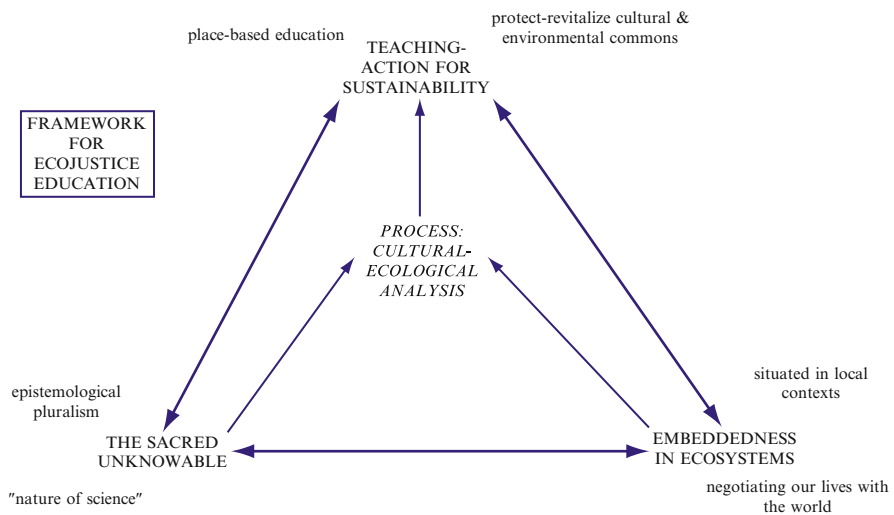 place-based education
protect-revitalize cultural &
environmental commons
TEACHING-
ACTION FOR
SUSTAINABILITY
FRAMEWORK
FOR
ECOJUSTICE
EDUCATION
PROCESS:
CULTURAL-
ECOLOGICAL
ANALYSIS
epistemological
pluralism
situated in local
contexts
THE SACRED
UNKNOWABLE
EMBEDDEDNESS
IN ECOSYSTEMS
"nature of science"
negotiating our lives with
the world